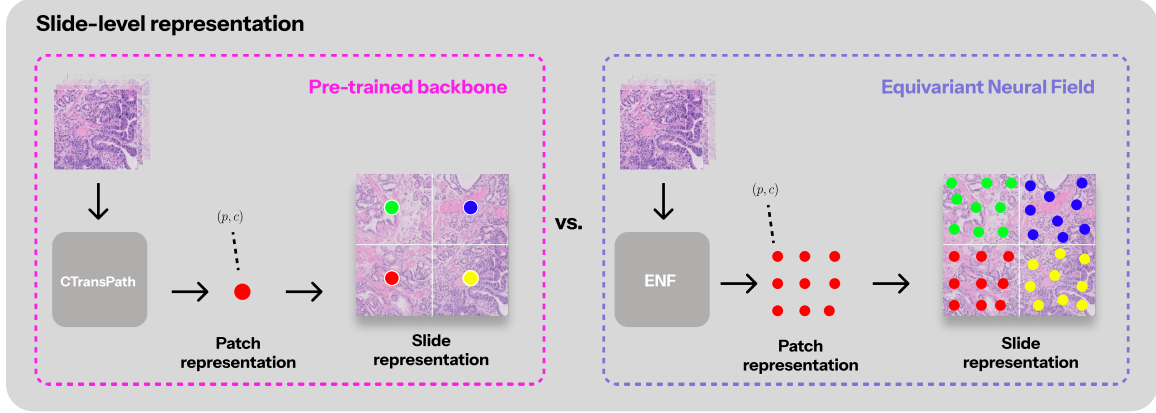 Slide-level representation
Pre-trained backbone
(p, c)
CTransPath
Patch
representation
Slide
representation
vs.
Equivariant Neural Field
(p, c)
ENF
Patch
representation
Slide
representation